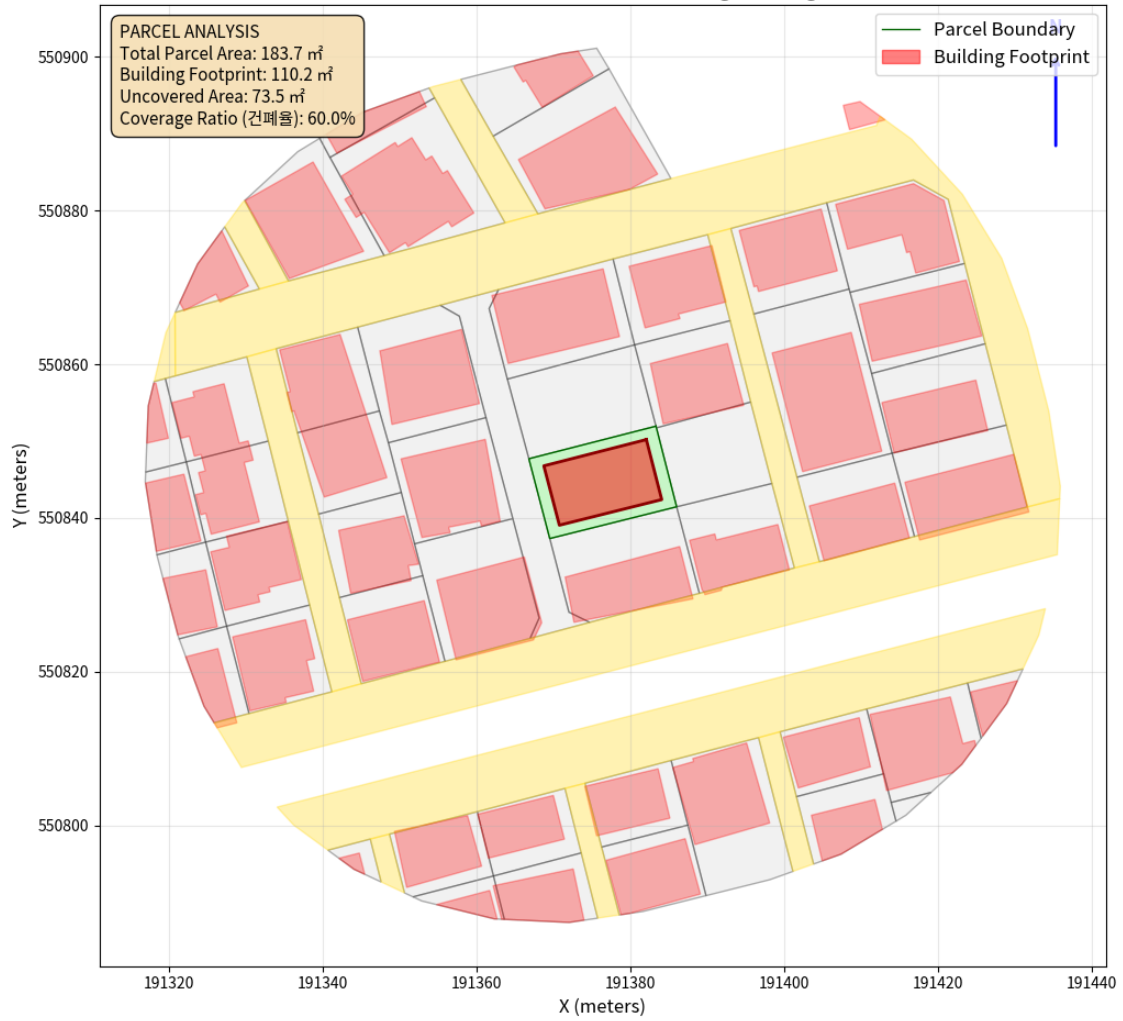 PARCEL ANALYSIS
Total Parcel Area: 183.7 ㎡
Building Footprint: 110.2 ㎡
Uncovered Area: 73.5 ㎡
Coverage Ratio (건폐율): 60.0%
Parcel Boundary
Building Footprint
N
550900
550880
550860
550840
550820
550800
Y (meters)
191320
191340
191360
191380
191400
191420
191440
X (meters)